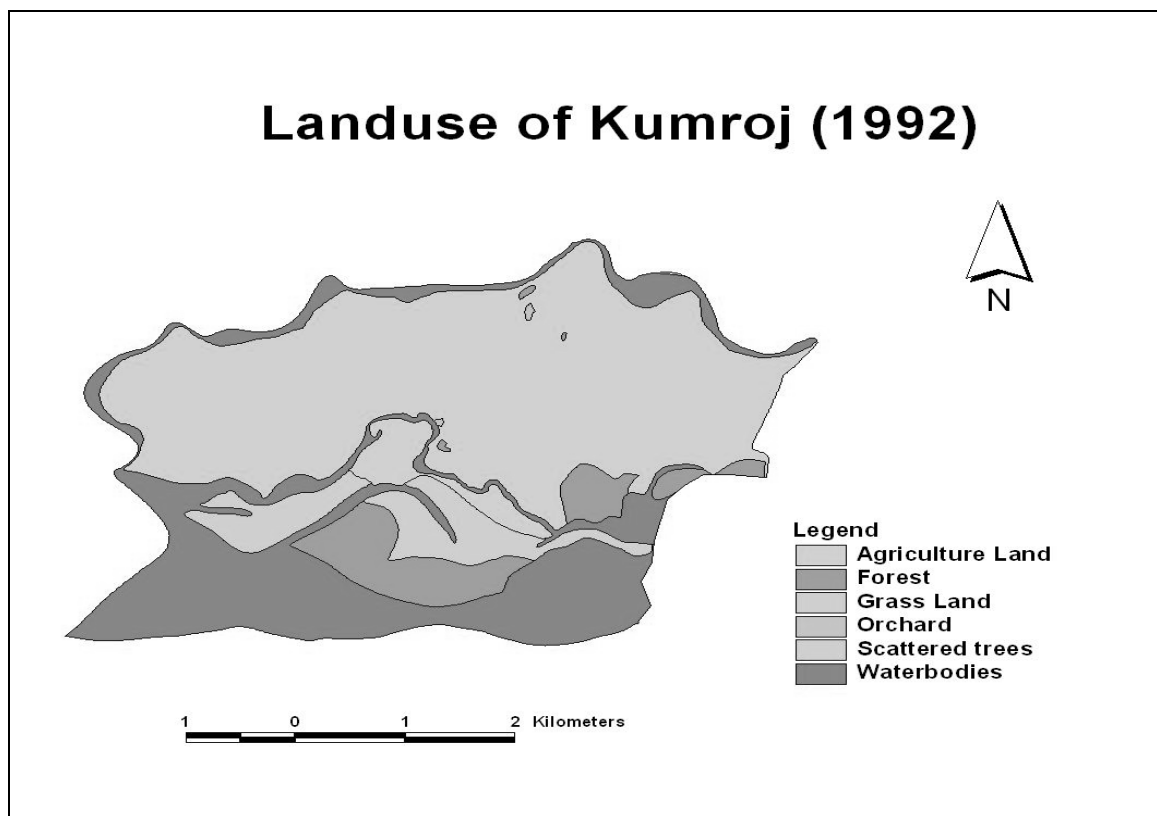 Landuse of Kumroj (1992)
N
Legend
Agriculture Land
Forest
Grass Land
Orchard
Scattered trees
Waterbodies
1 0 1 2 Kilometers